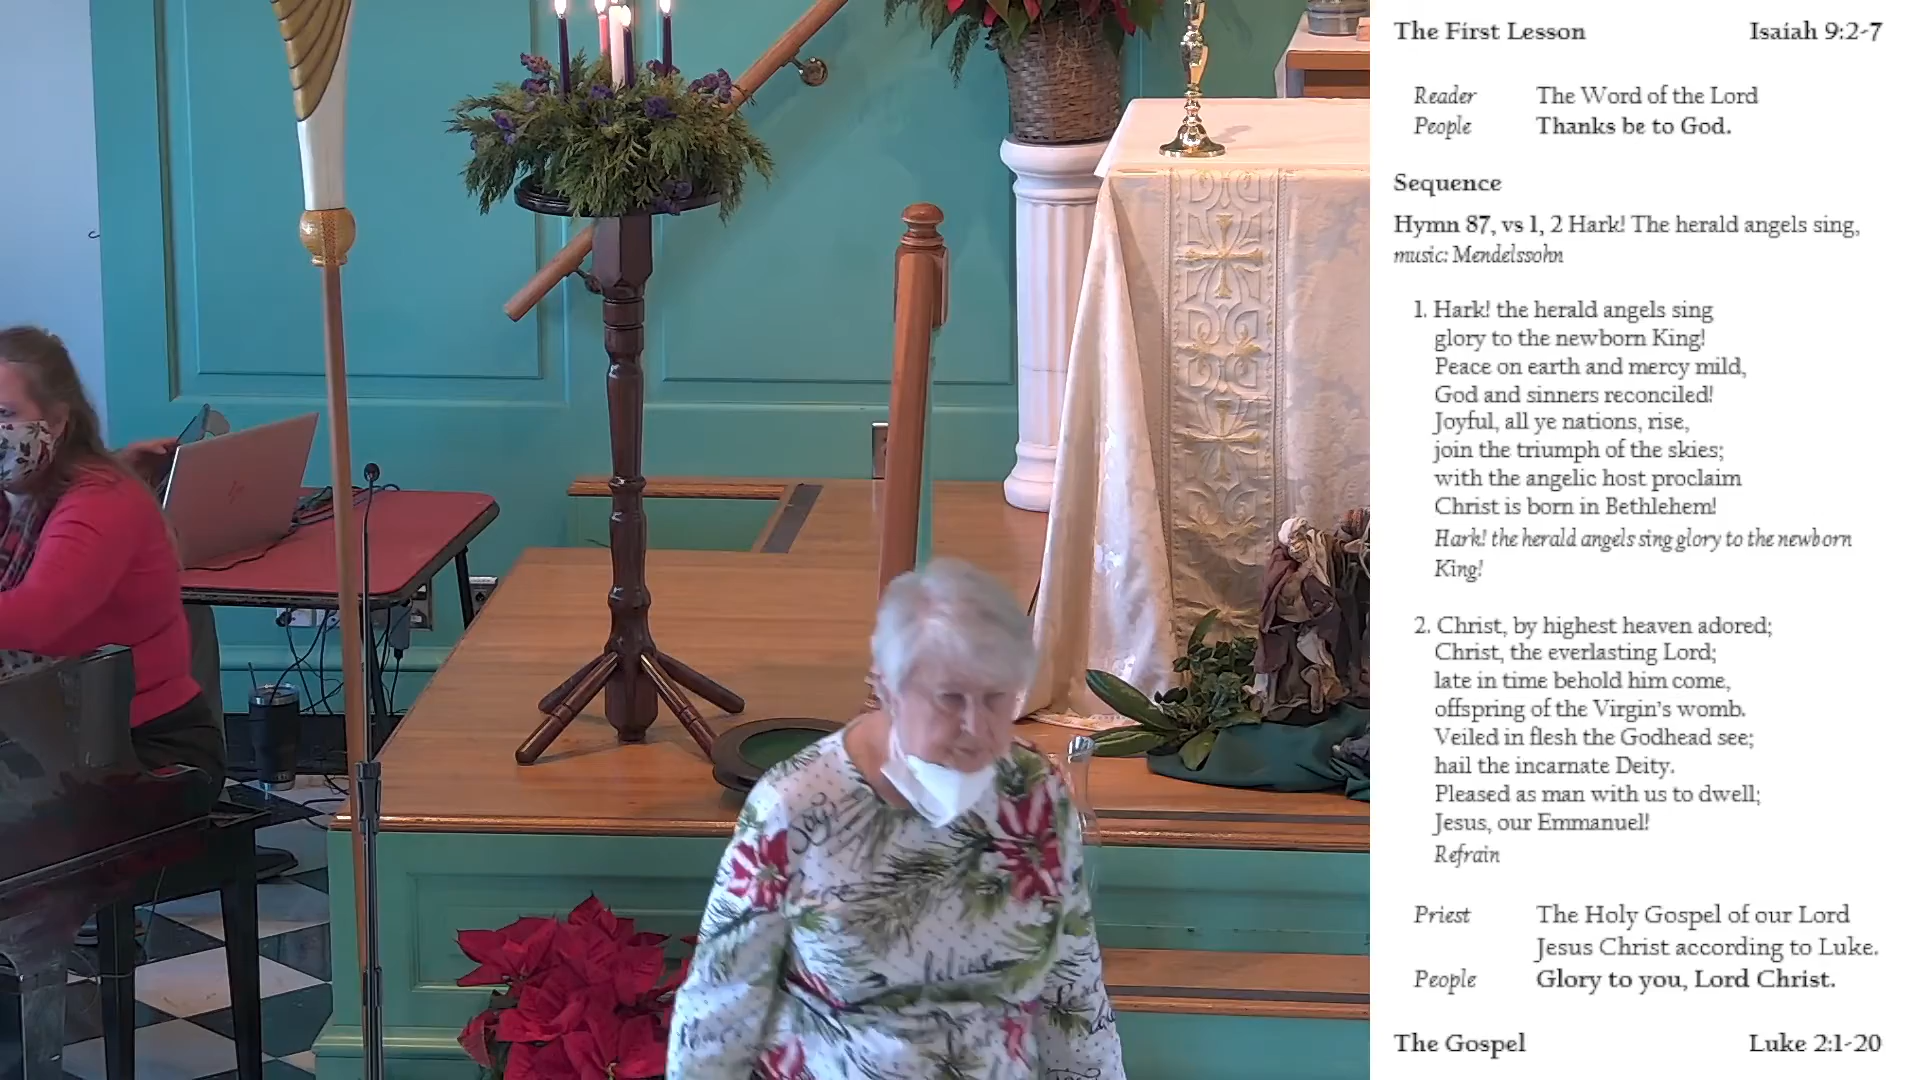 The First Lesson Isaiah 9:2-7
Reader The Word of the Lord
People Thanks be to God.
Sequence
Hymn 87, vs 1, 2 Hark! The herald angels sing,
music: Mendelssohn
1. Hark! the herald angels sing
glory to the newborn King!
Peace on earth and mercy mild,
God and sinners reconciled!
Joyful, all ye nations, rise,
join the triumph of the skies;
with the angelic host proclaim
Christ is born in Bethlehem!
Hark! the herald angels sing glory to the newborn
King!
2. Christ, by highest heaven adored;
Christ, the everlasting Lord;
late in time behold him come,
offspring of the Virgin's womb.
Veiled in flesh the Godhead see;
hail the incarnate Deity.
Pleased as man with us to dwell;
Jesus, our Emmanuel!
Refrain
Priest The Holy Gospel of our Lord
Jesus Christ according to Luke.
People Glory to you, Lord Christ.
The Gospel Luke 2:1-20
Joy
believe